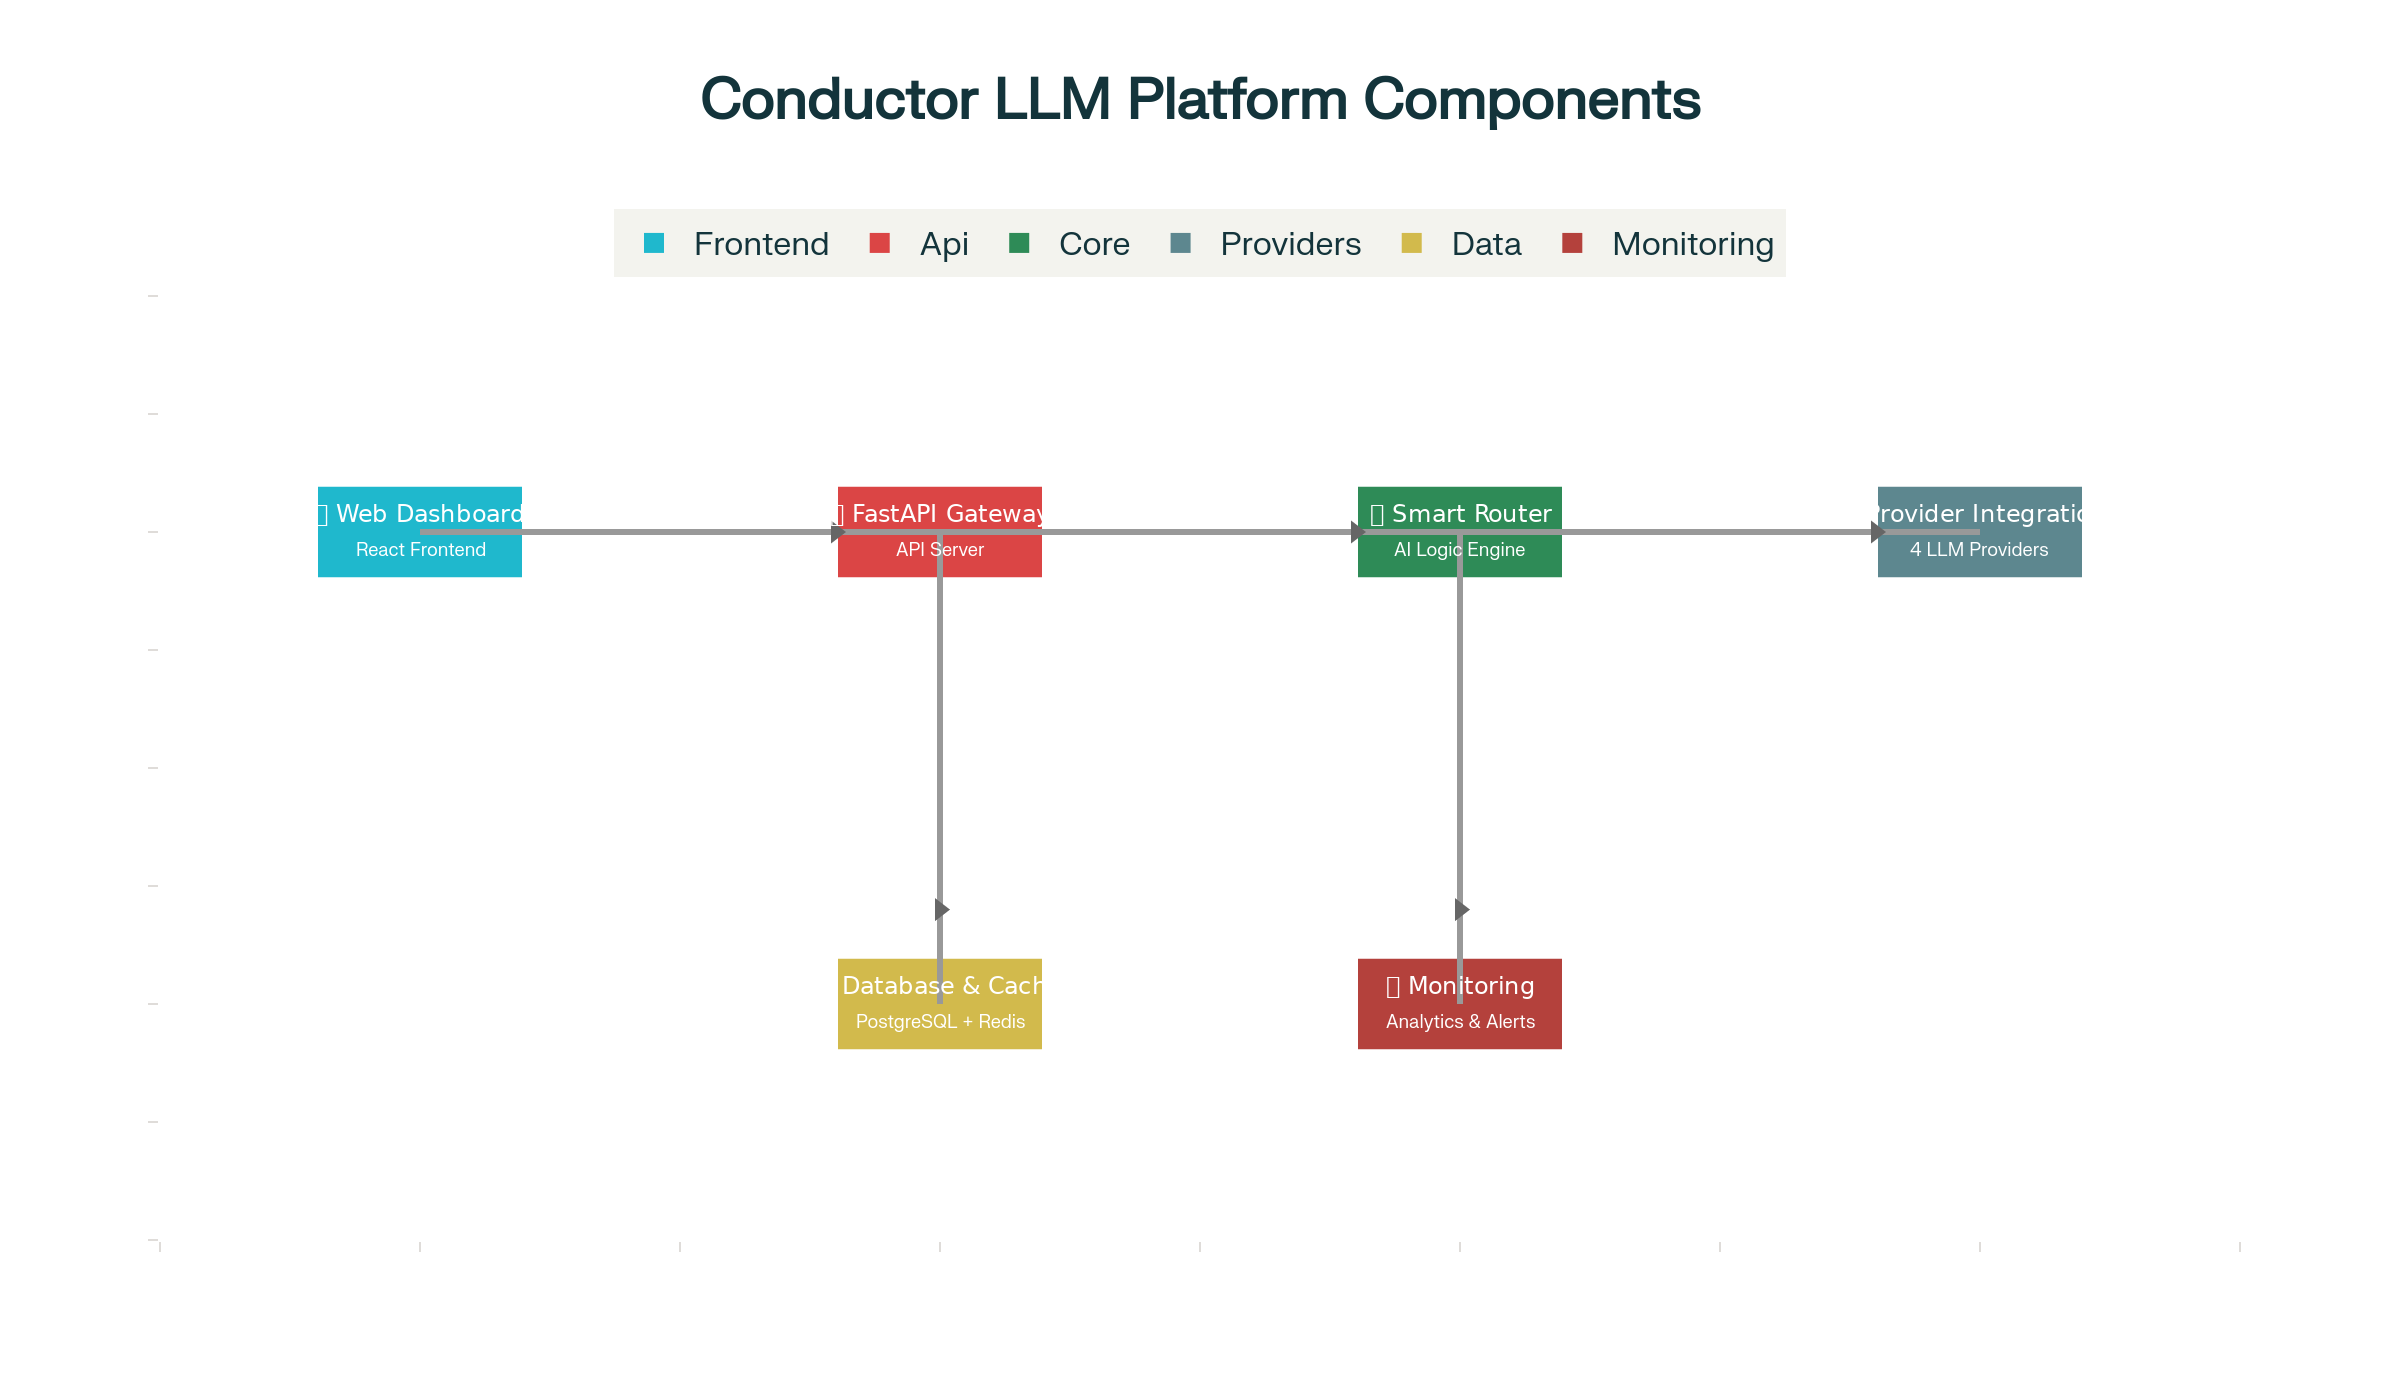 Conductor LLM Platform Components
Frontend Api Core Providers Data Monitoring
Web Dashboard
React Frontend
FastAPI Gateway
API Server
Smart Router
AI Logic Engine
Provider Integratio
4 LLM Providers
Database & Cach
PostgreSQL + Redis
Monitoring
Analytics & Alerts